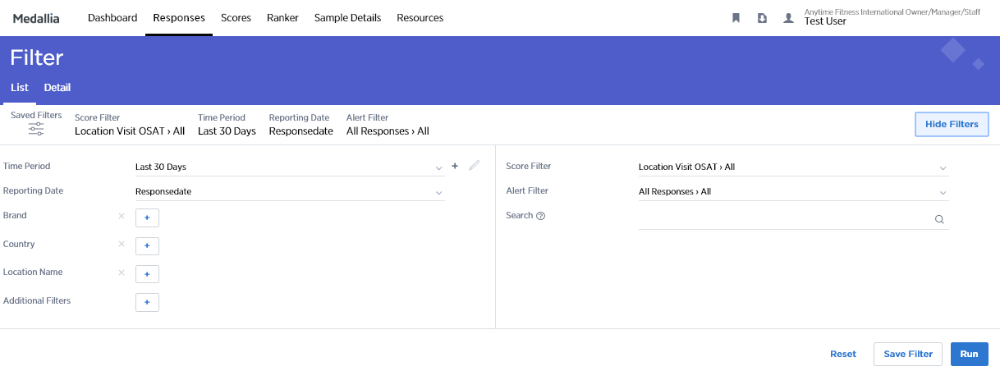 Medallia
Dashboard
Responses
Scores
Ranker
Sample Details
Resources
Anytime Fitness International Owner/Manager/Staff
Test User
Filter
List
Detail
Saved Filters
Score Filter
Location Visit OSAT › All
Time Period
Last 30 Days
Reporting Date
Responsedate
Alert Filter
All Responses › All
Hide Filters
Time Period
Last 30 Days
Reporting Date
Responsedate
Brand
Country
Location Name
Additional Filters
Score Filter
Location Visit OSAT › All
Alert Filter
All Responses › All
Search
Reset
Save Filter
Run